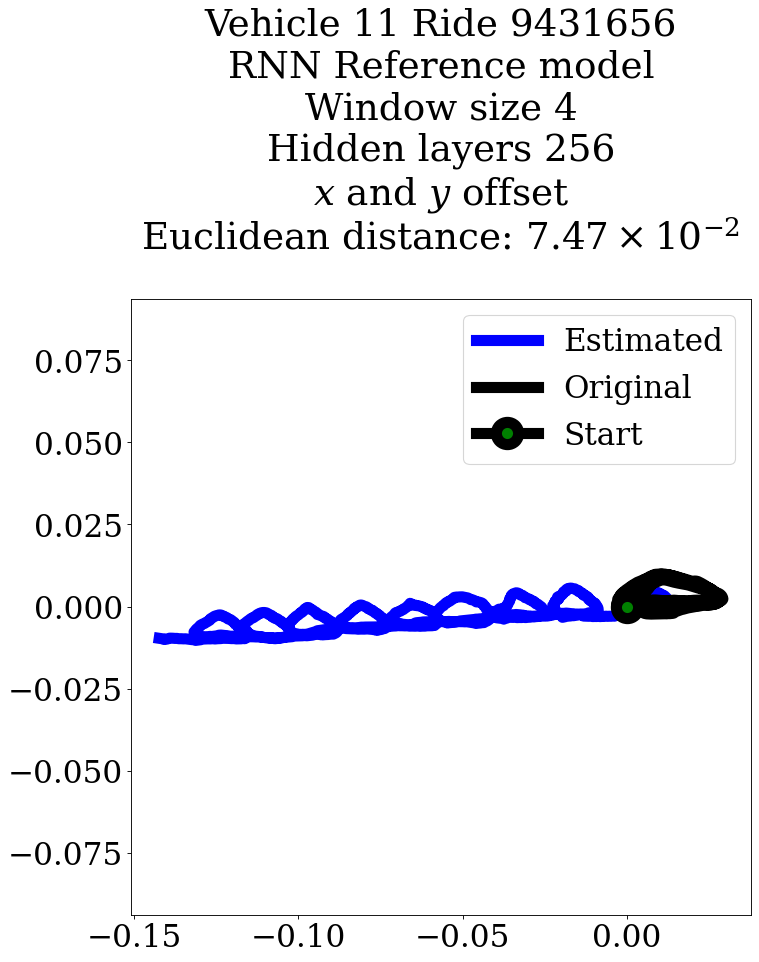 Vehicle 11 Ride 9431656
RNN Reference model
Window size 4
Hidden layers 256
x and y offset
Euclidean distance: 7.47 × 10⁻²
Estimated
Original
Start
0.075
0.050
0.025
0.000
−0.025
−0.050
−0.075
−0.15
−0.10
−0.05
0.00